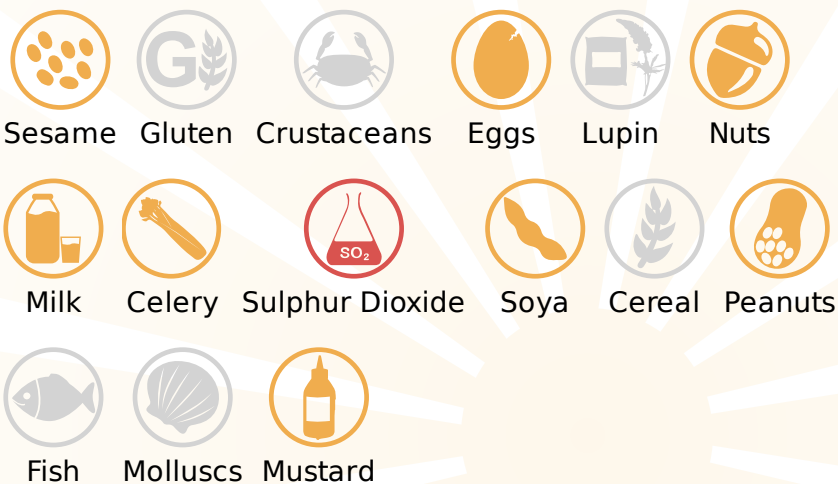 G
Sesame Gluten Crustaceans Eggs Lupin Nuts
SO₂
Milk Celery Sulphur Dioxide Soya Cereal Peanuts
Fish Molluscs Mustard